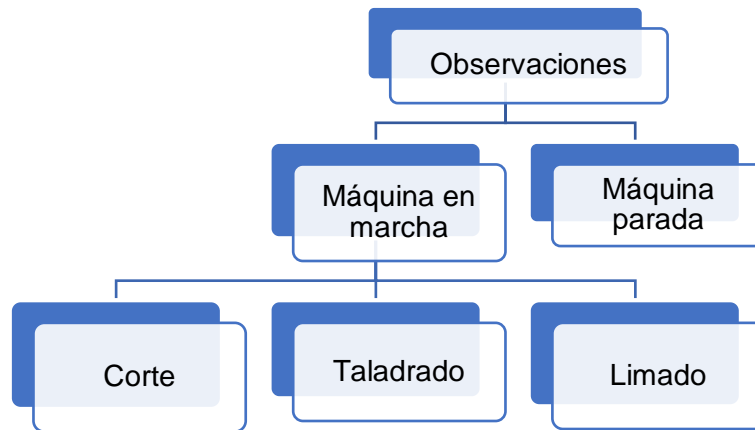 Observaciones
Máquina en
marcha
Máquina
parada
Corte
Taladrado
Limado